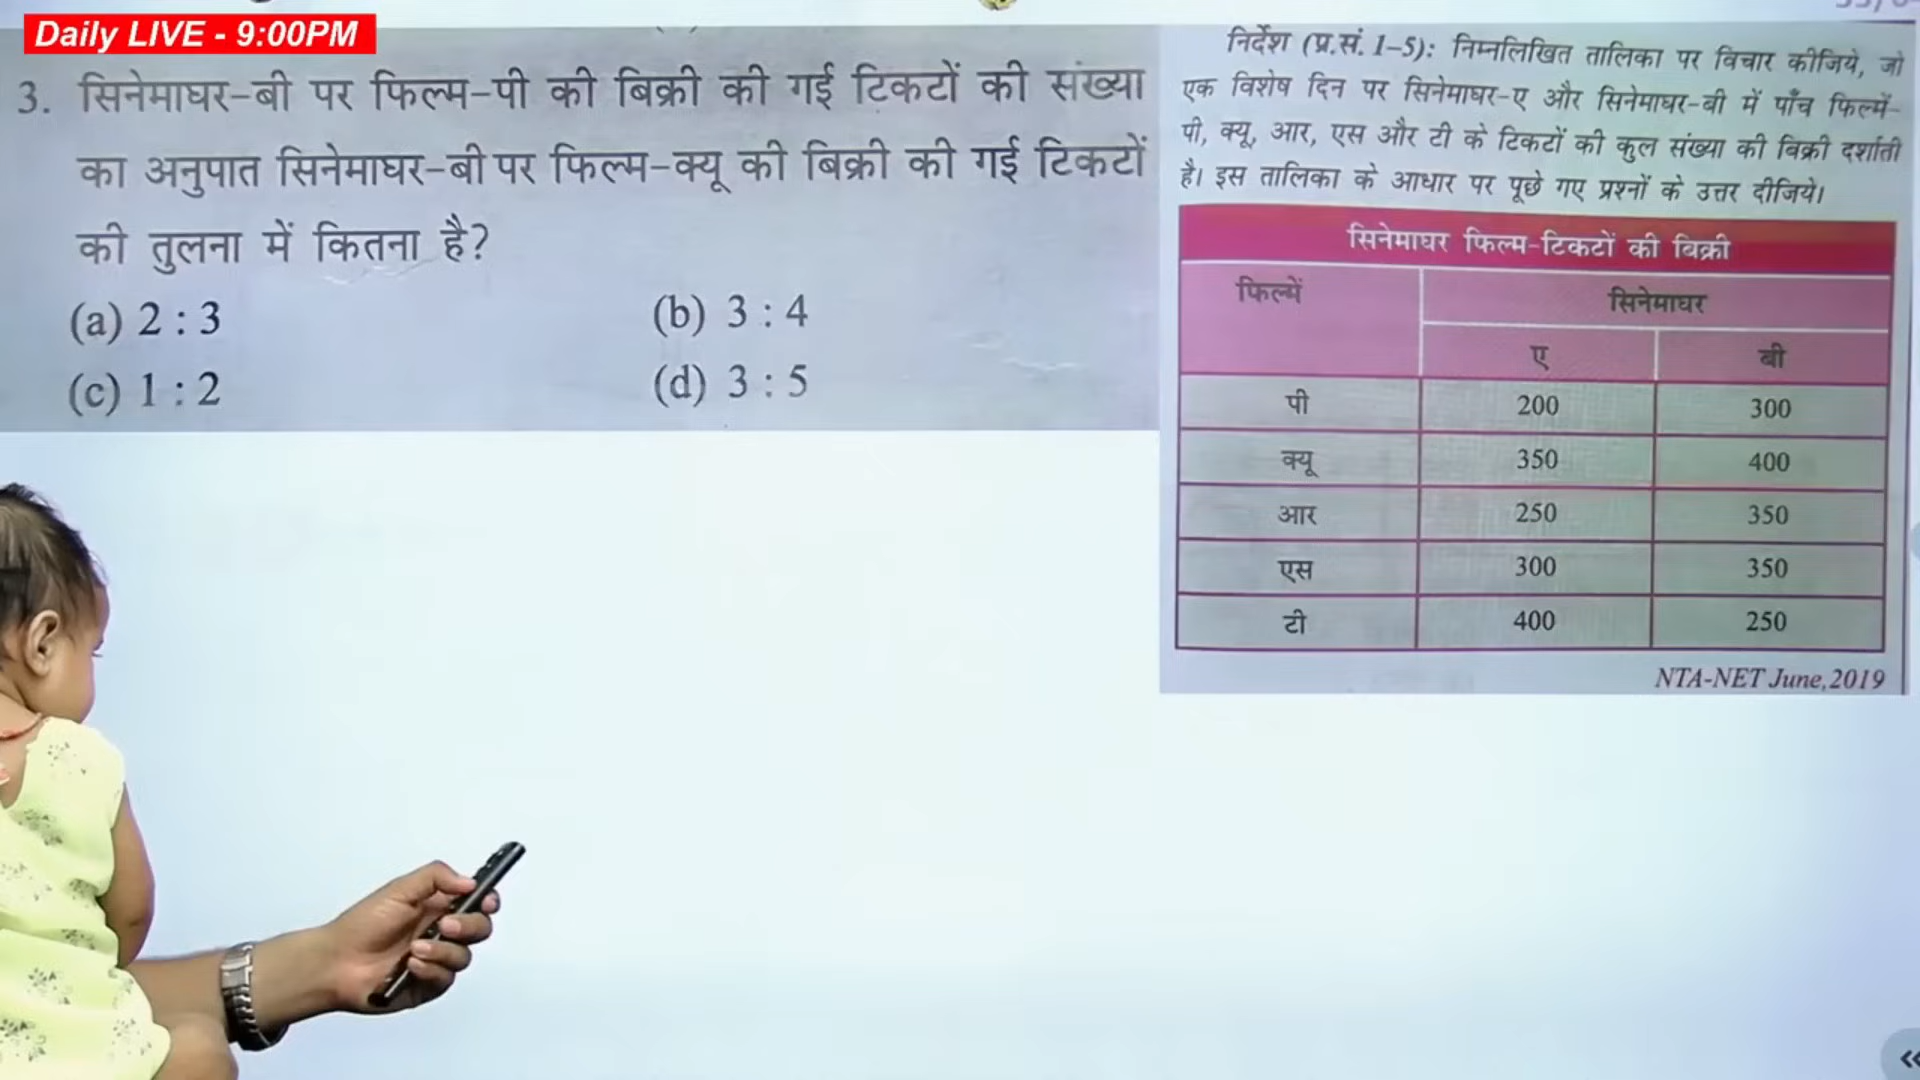 Daily LIVE - 9:00PM
3. सिनेमाघर-बी पर फिल्म-पी की बिक्री की गई टिकटों की संख्या
का अनुपात सिनेमाघर-बी पर फिल्म-क्यू की बिक्री की गई टिकटों
की तुलना में कितना है?
(a) 2 : 3 (b) 3 : 4
(c) 1 : 2 (d) 3 : 5
निर्देश (प्र.सं. 1–5): निम्नलिखित तालिका पर विचार कीजिये, जो
एक विशेष दिन पर सिनेमाघर-ए और सिनेमाघर-बी में पाँच फिल्में-
पी, क्यू, आर, एस और टी के टिकटों की कुल संख्या की बिक्री दर्शाती
है। इस तालिका के आधार पर पूछे गए प्रश्नों के उत्तर दीजिये।
सिनेमाघर फिल्म-टिकटों की बिक्री
फिल्में सिनेमाघर
ए बी
पी 200 300
क्यू 350 400
आर 250 350
एस 300 350
टी 400 250
NTA-NET June,2019